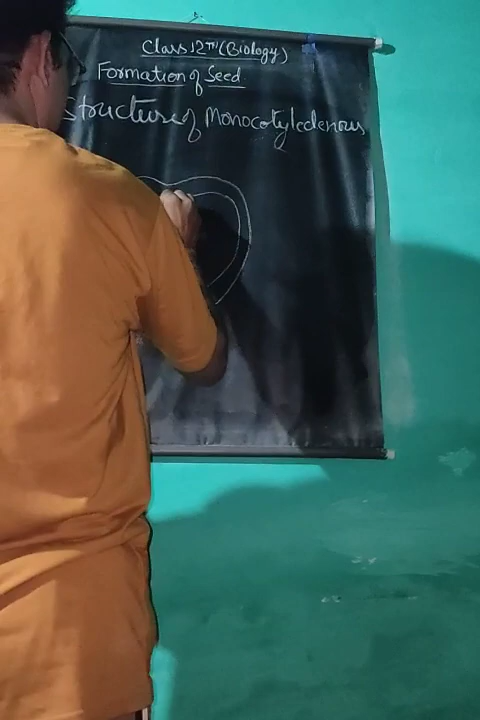 Class 12TH (Biology)
Formation of Seed
Structure of Monocotyledenous